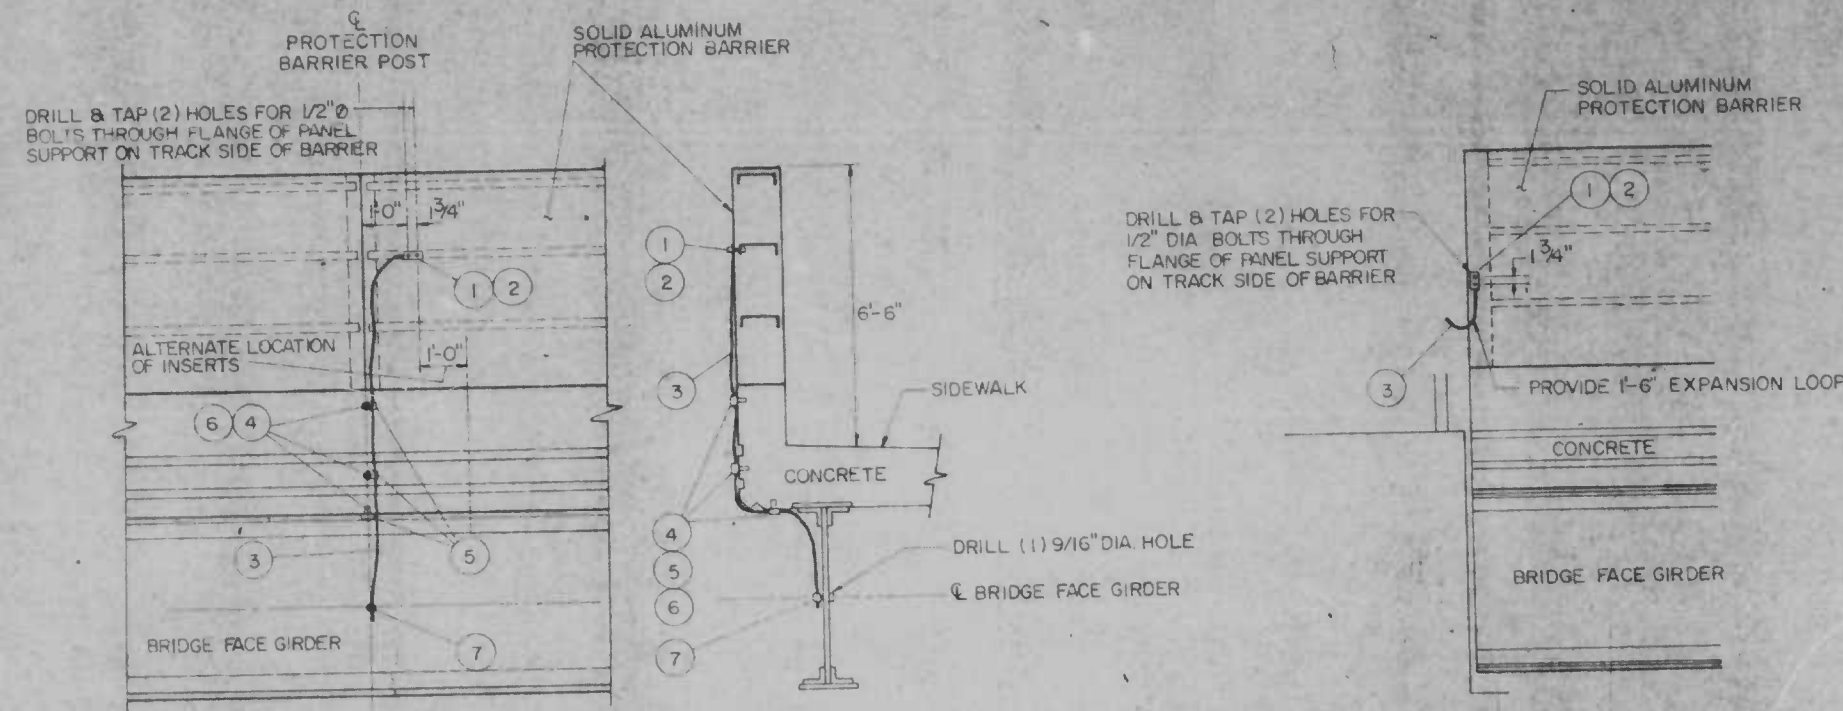 ℄
PROTECTION
BARRIER POST
SOLID ALUMINUM
PROTECTION BARRIER
DRILL & TAP (2) HOLES FOR 1/2"Ø
BOLTS THROUGH FLANGE OF PANEL
SUPPORT ON TRACK SIDE OF BARRIER
1'-0"
1 3/4"
1
2
ALTERNATE LOCATION
OF INSERTS
1'-0"
6
4
3
5
BRIDGE FACE GIRDER
7
1
2
6'-6"
3
SIDEWALK
CONCRETE
4
5
6
7
DRILL (1) 9/16" DIA. HOLE
℄ BRIDGE FACE GIRDER
SOLID ALUMINUM
PROTECTION BARRIER
1
2
DRILL & TAP (2) HOLES FOR
1/2" DIA BOLTS THROUGH
FLANGE OF PANEL SUPPORT
ON TRACK SIDE OF BARRIER
1 3/4"
3
PROVIDE 1'-6" EXPANSION LOOP
CONCRETE
BRIDGE FACE GIRDER